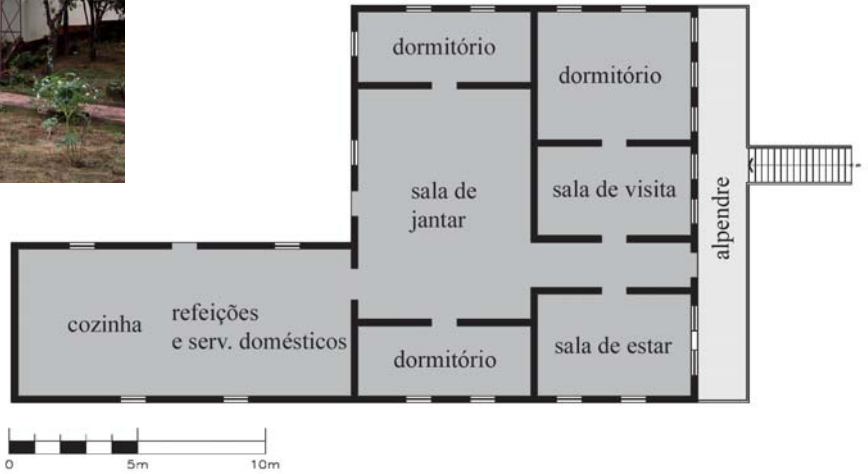 dormitório
dormitório
sala de
jantar
sala de visita
alpendre
cozinha
refeições
e serv. domésticos
dormitório
sala de estar
0
5m
10m